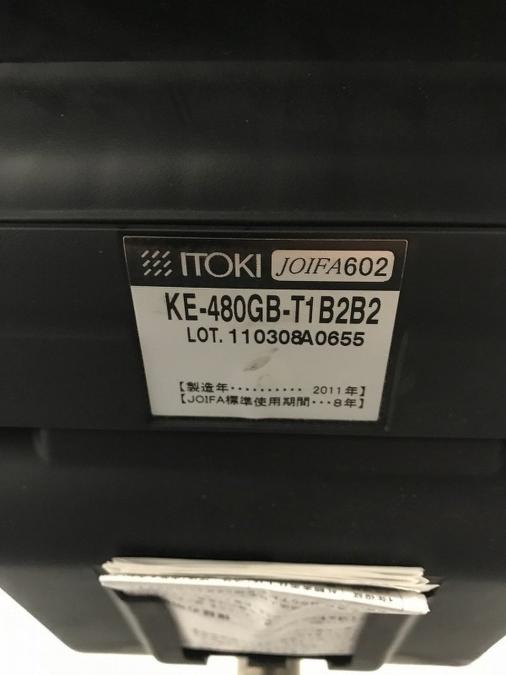 ITOKI JOIFA602
KE-480GB-T1B2B2
LOT. 110308A0655
【製造年・・・・・・・・・・ 2011年】
【JOIFA標準使用期間・・・8年】